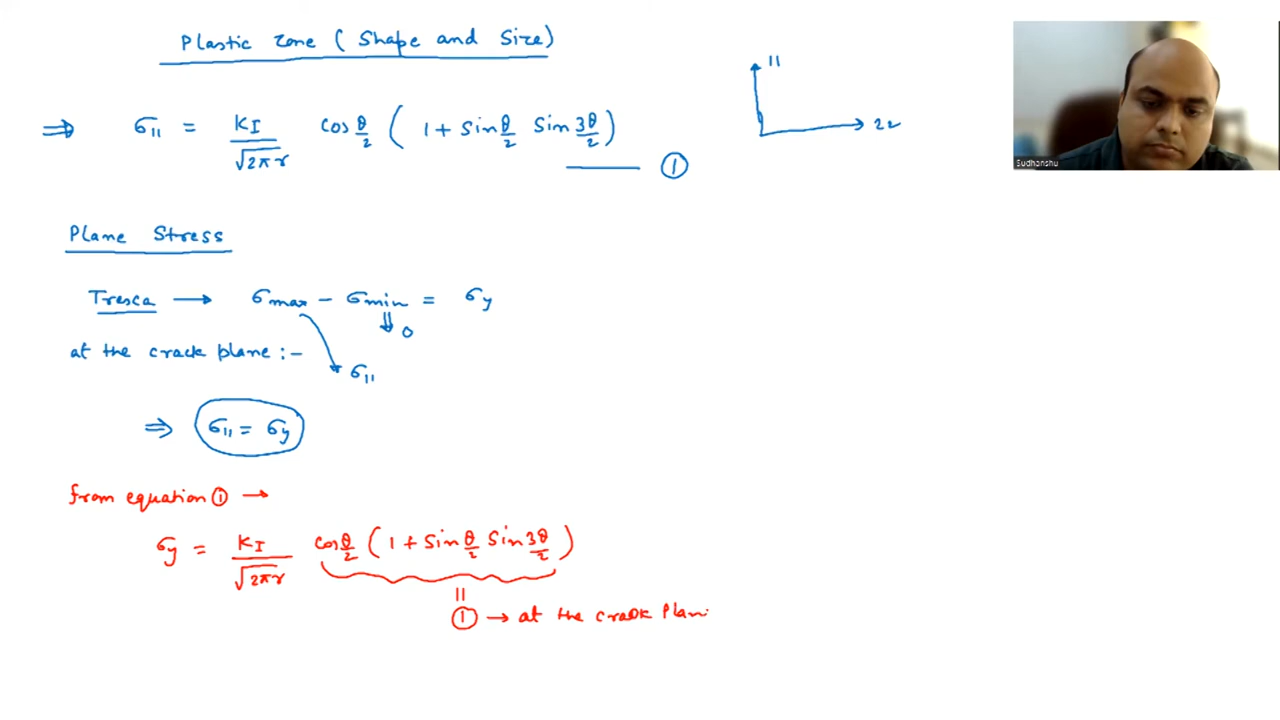 Plastic Zone ( Shape and Size)
11
22
σ11 = KI / √2πr cos θ/2 ( 1 + Sin θ/2 Sin 3θ/2 )
①
Sudhanshu
Plane Stress
Tresca → σmax - σmin = σy
0
at the crack plane :-
σ11
⇒ σ11 = σy
from equation ① →
σy = KI / √2πr cos θ/2 ( 1 + Sin θ/2 Sin 3θ/2 )
①→ at the crack Plan